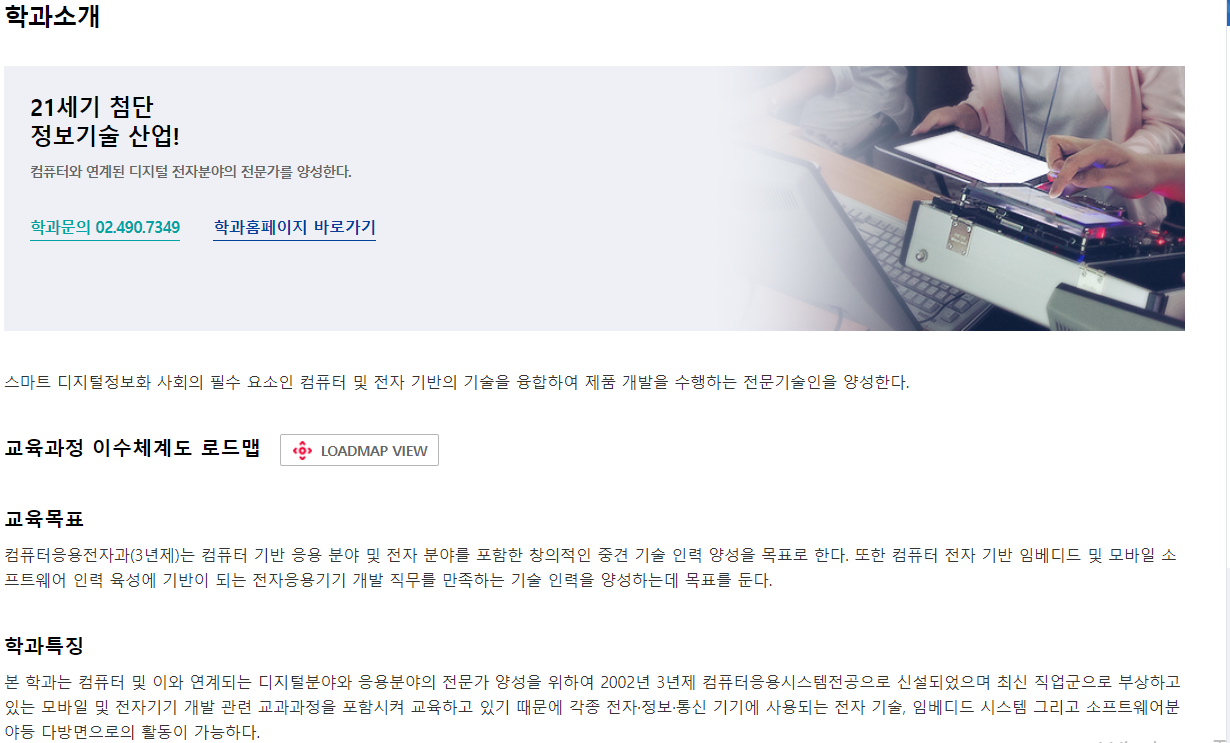 학과소개
21세기 첨단
정보기술 산업!
컴퓨터와 연계된 디지털 전자분야의 전문가를 양성한다.
학과문의 02.490.7349 학과홈페이지 바로가기
스마트 디지털정보화 사회의 필수 요소인 컴퓨터 및 전자 기반의 기술을 융합하여 제품 개발을 수행하는 전문기술인을 양성한다.
교육과정 이수체계도 로드맵 LOADMAP VIEW
교육목표
컴퓨터응용전자과(3년제)는 컴퓨터 기반 응용 분야 및 전자 분야를 포함한 창의적인 중견 기술 인력 양성을 목표로 한다. 또한 컴퓨터 전자 기반 임베디드 및 모바일 소
프트웨어 인력 육성에 기반이 되는 전자응용기기 개발 직무를 만족하는 기술 인력을 양성하는데 목표를 둔다.
학과특징
본 학과는 컴퓨터 및 이와 연계되는 디지털분야와 응용분야의 전문가 양성을 위하여 2002년 3년제 컴퓨터응용시스템전공으로 신설되었으며 최신 직업군으로 부상하고
있는 모바일 및 전자기기 개발 관련 교과과정을 포함시켜 교육하고 있기 때문에 각종 전자·정보·통신 기기에 사용되는 전자 기술, 임베디드 시스템 그리고 소프트웨어분
야등 다방면으로의 활동이 가능하다.